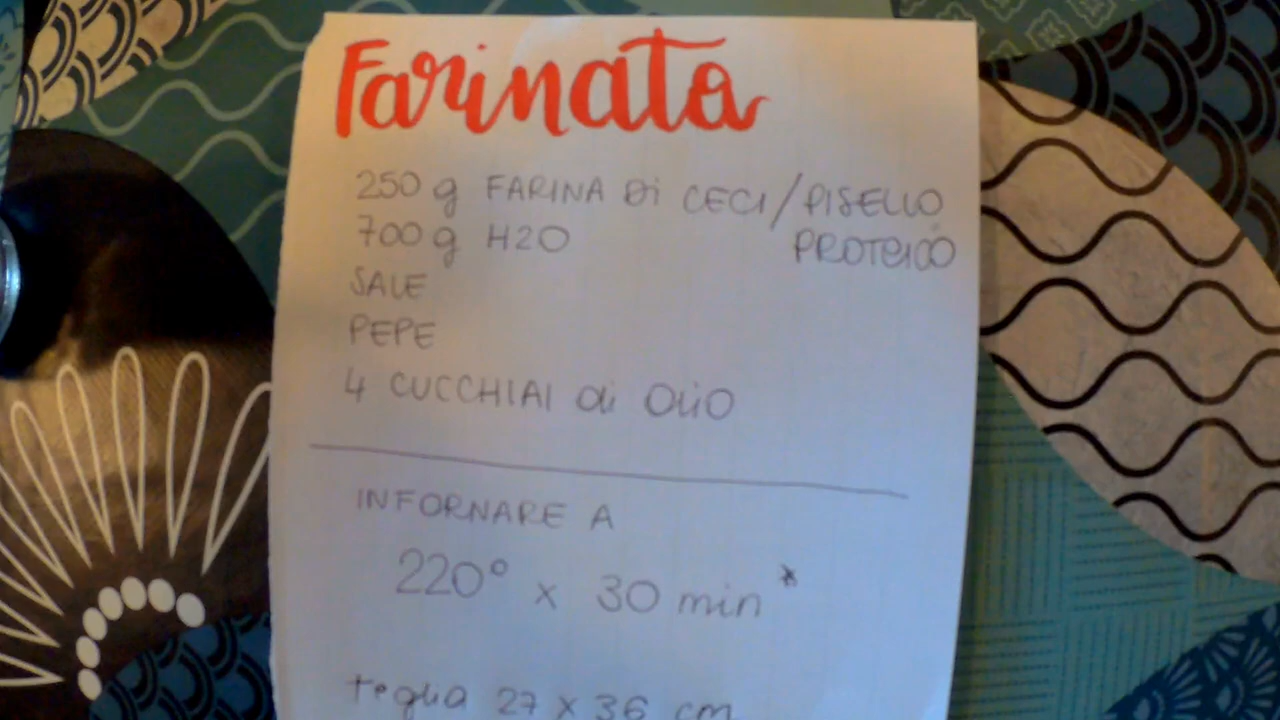 Farinata
250 g FARINA Di CECI/PISELLO
700 g H2O PROTEICO
SALE
PEPE
4 CUCCHIAI di OLiO
INFORNARE A
220° x 30 min*
teglia 27 x 36 cm